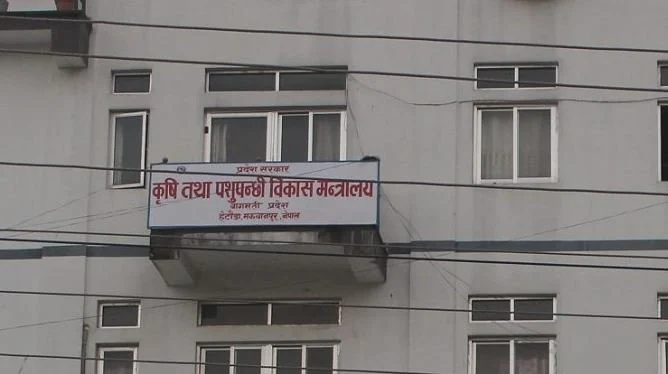 प्रदेश सरकार
कृषि तथा पशुपन्छी विकास मन्त्रालय
बागमती प्रदेश
हेटौंडा, मकवानपुर, नेपाल